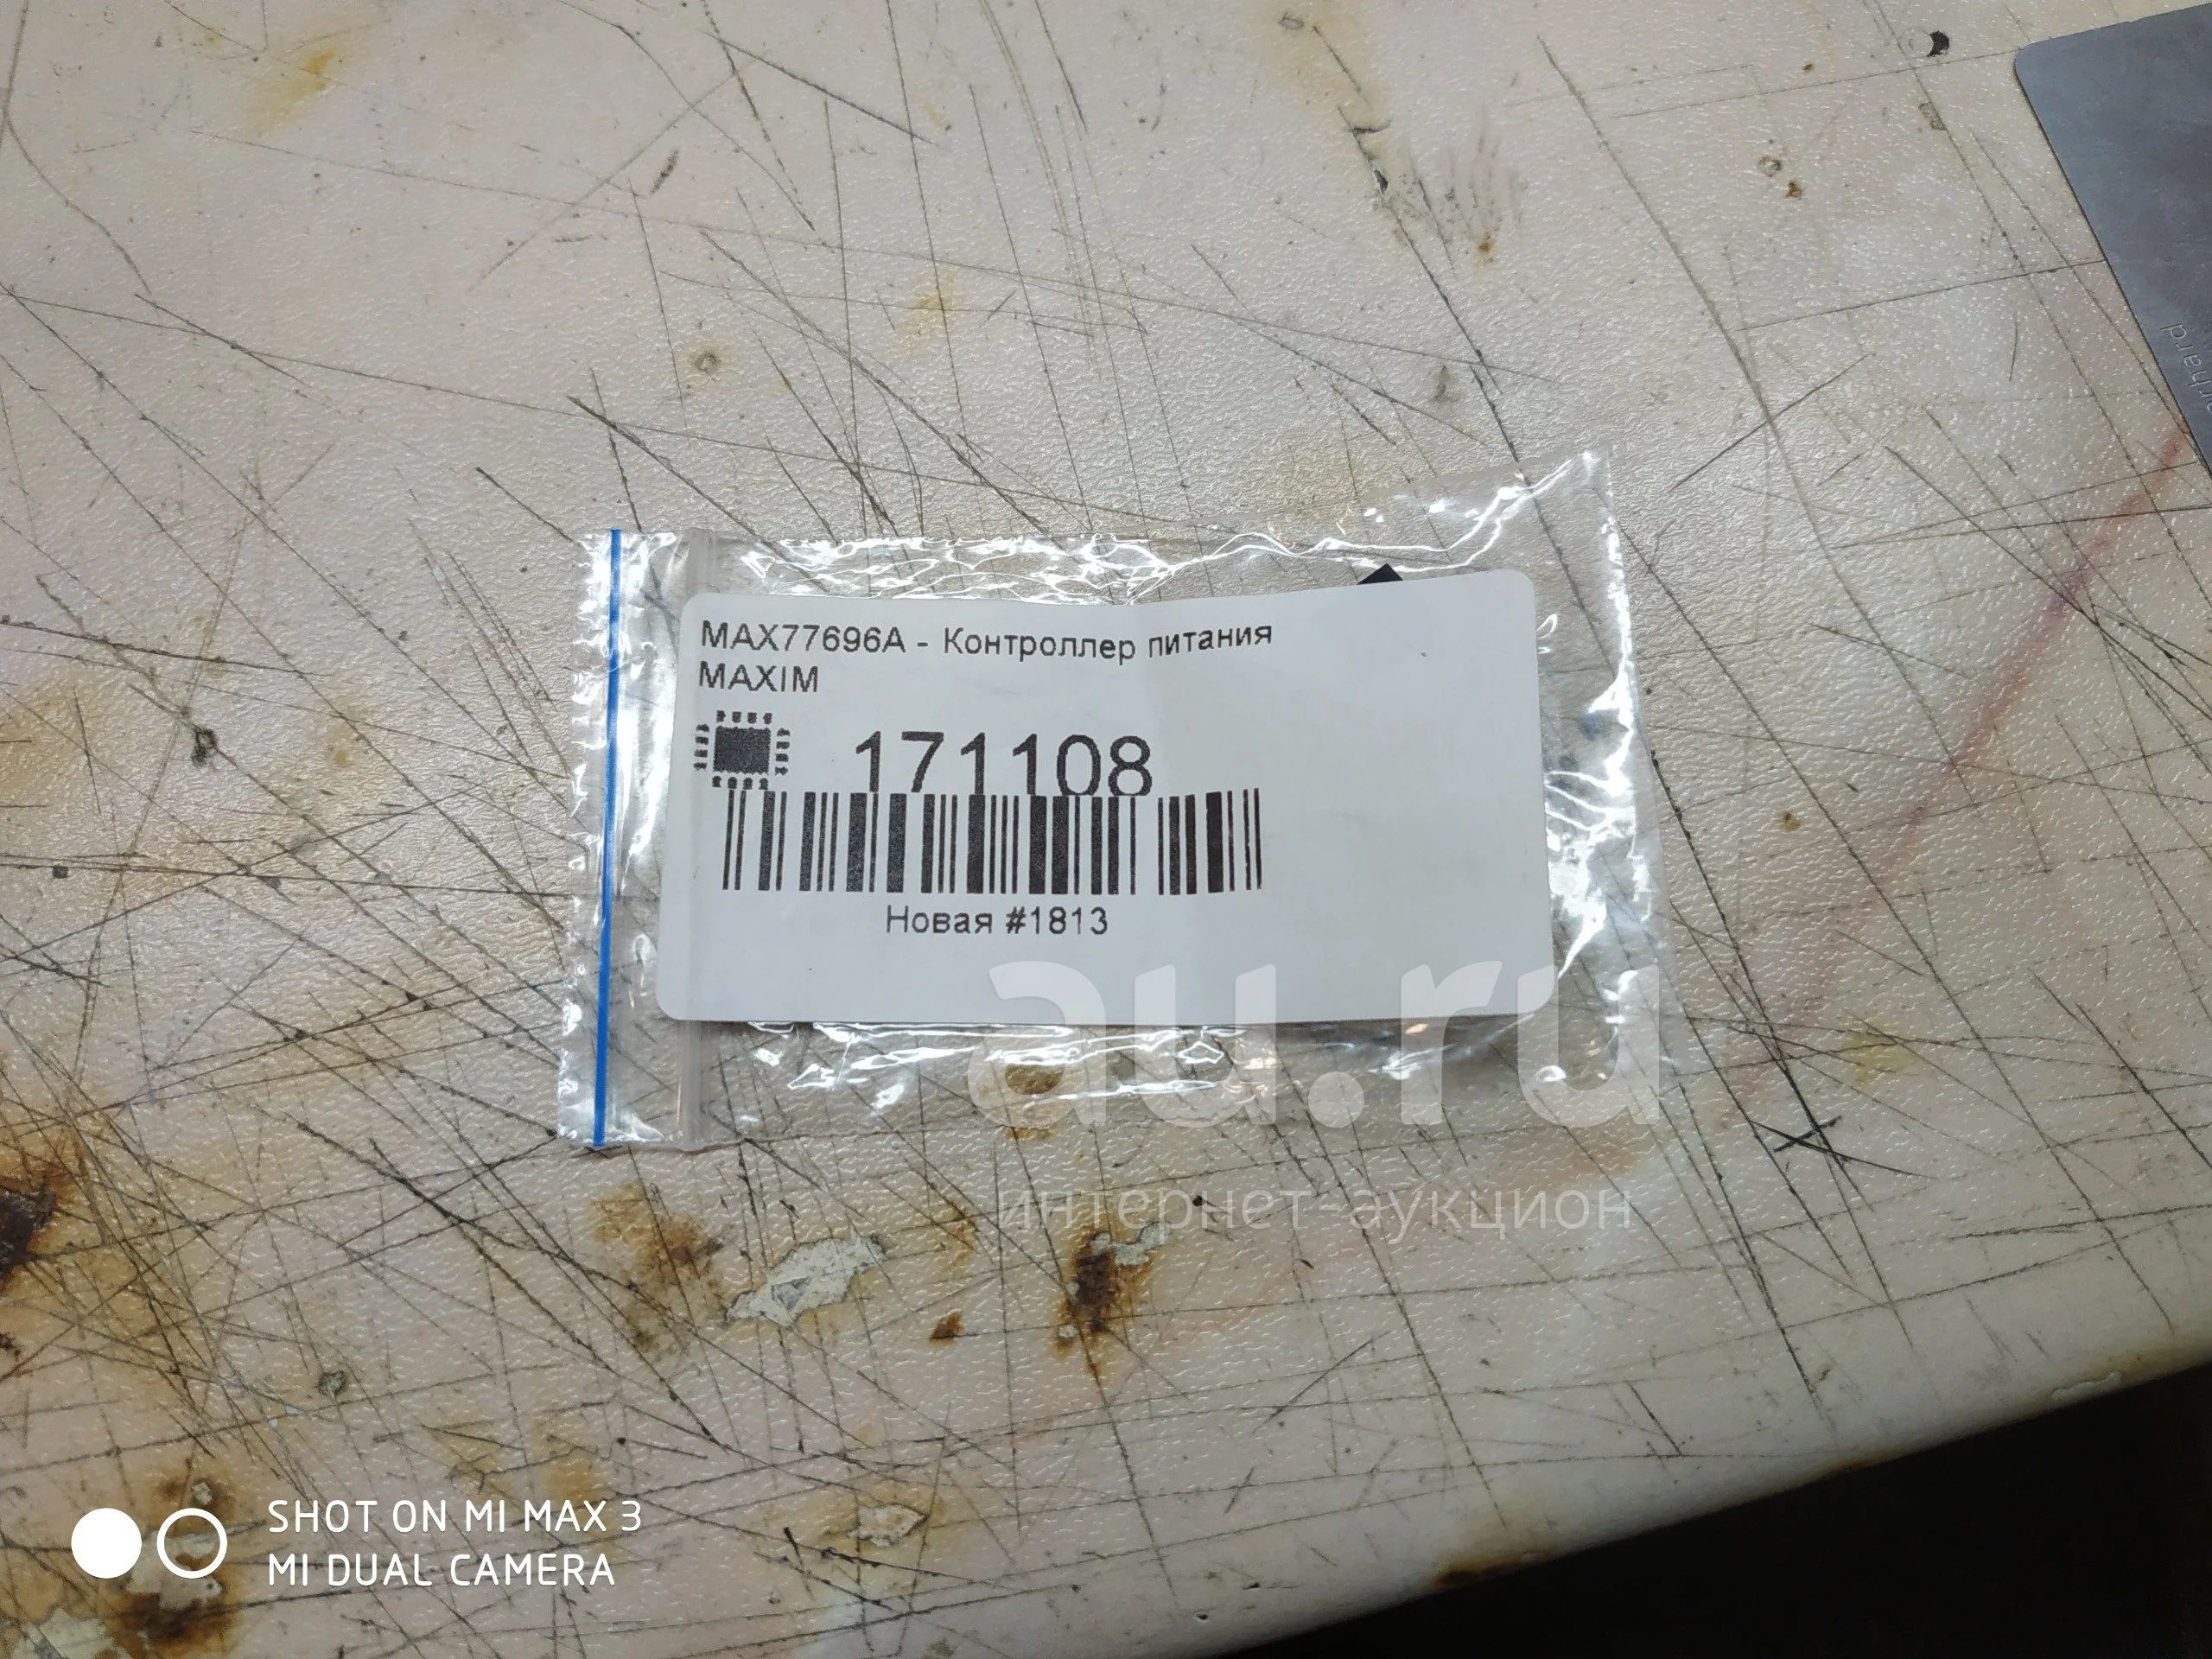 MAX77696A - Контроллер питания
MAXIM
171108
Новая #1813
au.ru
интернет-аукцион
SHOT ON MI MAX 3
MI DUAL CAMERA